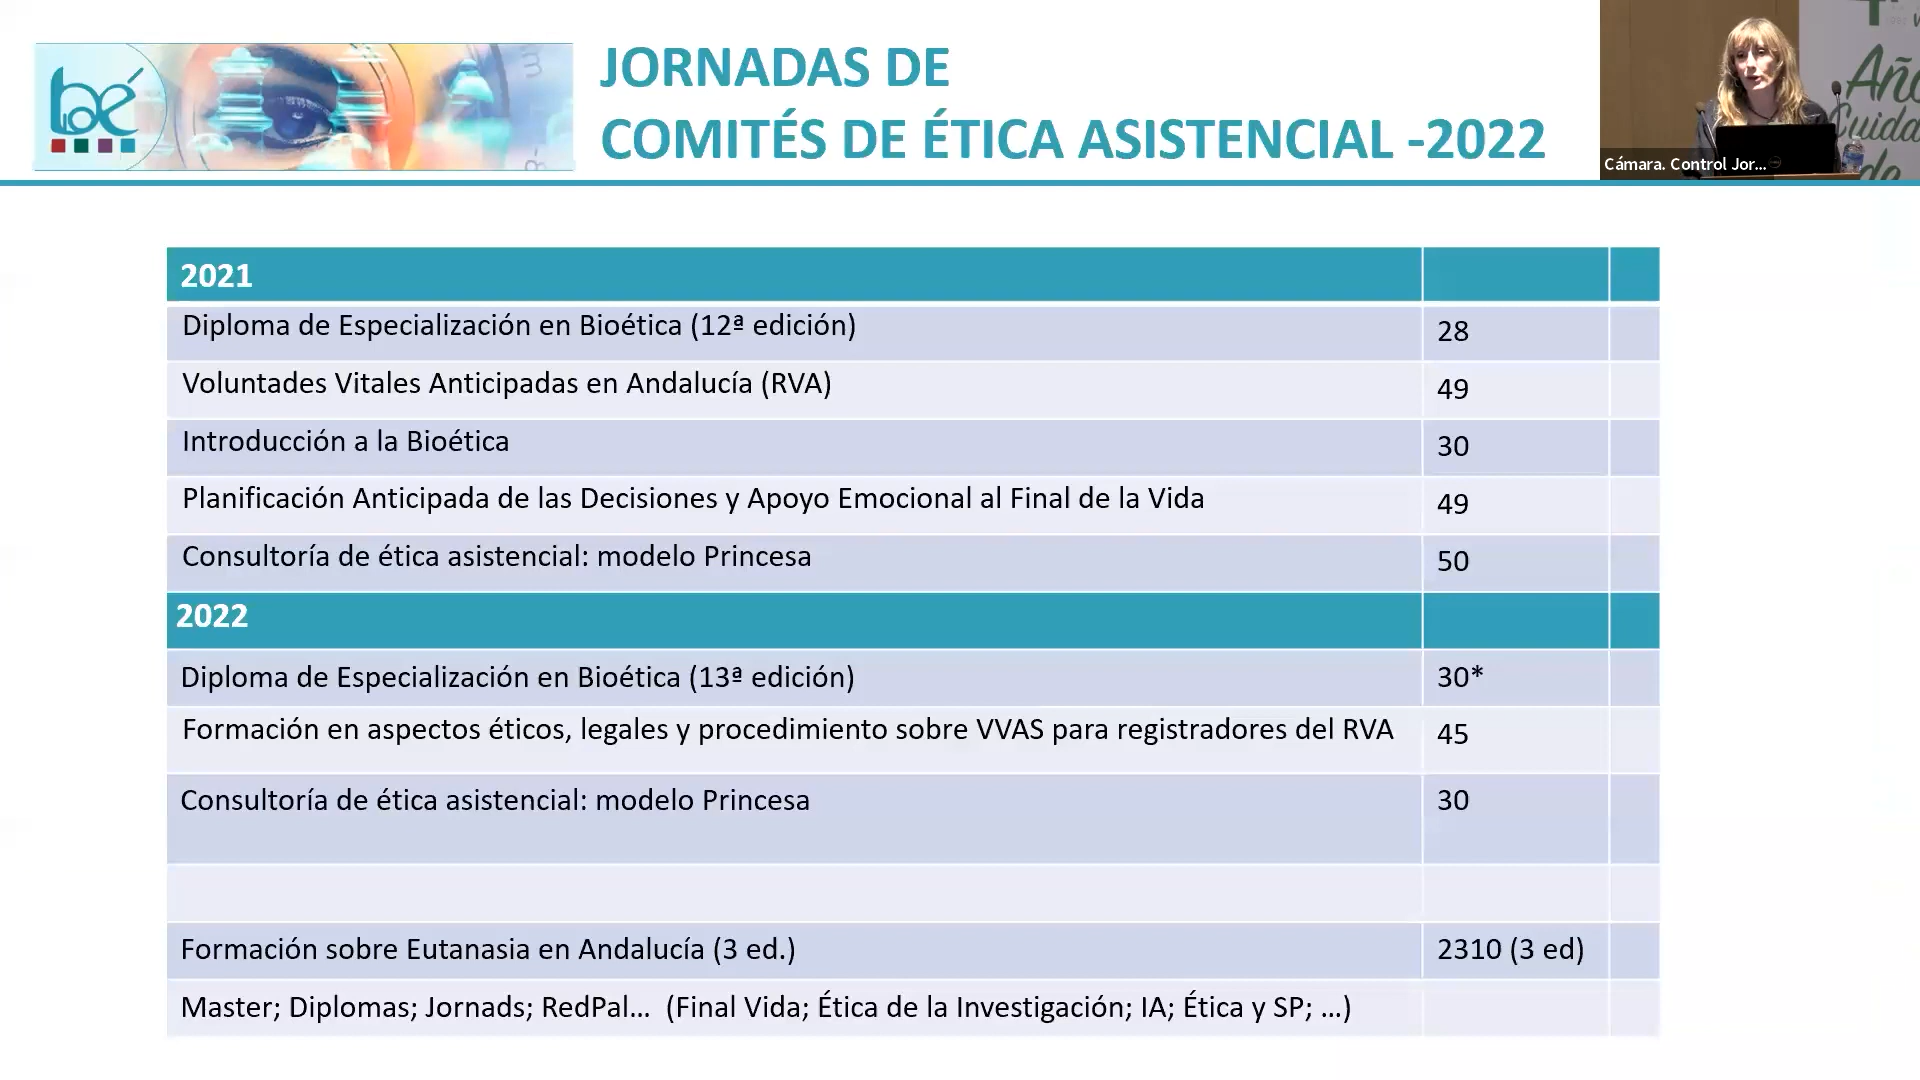 bioé
JORNADAS DE
COMITÉS DE ÉTICA ASISTENCIAL -2022
Año
Cuida
de
Cámara. Control Jor...
2021
Diploma de Especialización en Bioética (12ª edición) 28
Voluntades Vitales Anticipadas en Andalucía (RVA) 49
Introducción a la Bioética 30
Planificación Anticipada de las Decisiones y Apoyo Emocional al Final de la Vida 49
Consultoría de ética asistencial: modelo Princesa 50
2022
Diploma de Especialización en Bioética (13ª edición) 30*
Formación en aspectos éticos, legales y procedimiento sobre VVAS para registradores del RVA 45
Consultoría de ética asistencial: modelo Princesa 30
Formación sobre Eutanasia en Andalucía (3 ed.) 2310 (3 ed)
Master; Diplomas; Jornads; RedPal... (Final Vida; Ética de la Investigación; IA; Ética y SP; ...)